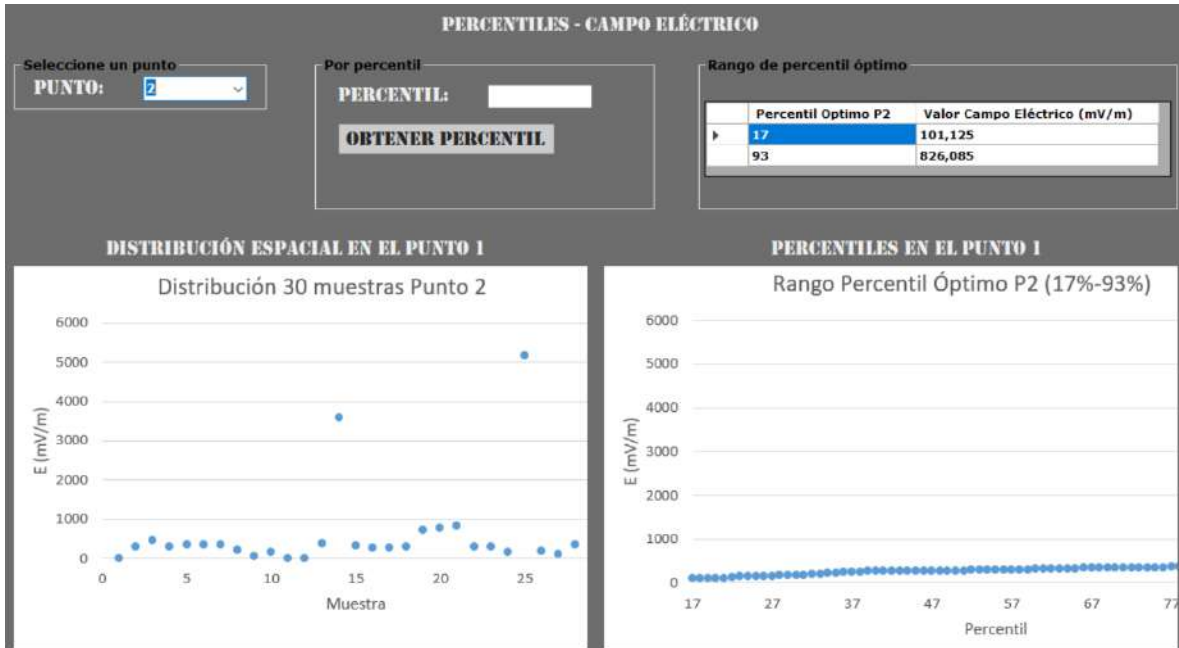 PERCENTILES - CAMPO ELÉCTRICO
Seleccione un punto
PUNTO: 2
Por percentil
PERCENTIL:
OBTENER PERCENTIL
Rango de percentil óptimo
Percentil Optimo P2 Valor Campo Eléctrico (mV/m)
17 101,125
93 826,085
DISTRIBUCIÓN ESPACIAL EN EL PUNTO 1
Distribución 30 muestras Punto 2
6000
5000
4000
3000
2000
1000
0
E (mV/m)
0 5 10 15 20 25
Muestra
PERCENTILES EN EL PUNTO 1
Rango Percentil Óptimo P2 (17%-93%)
6000
5000
4000
3000
2000
1000
0
E (mV/m)
17 27 37 47 57 67 77
Percentil